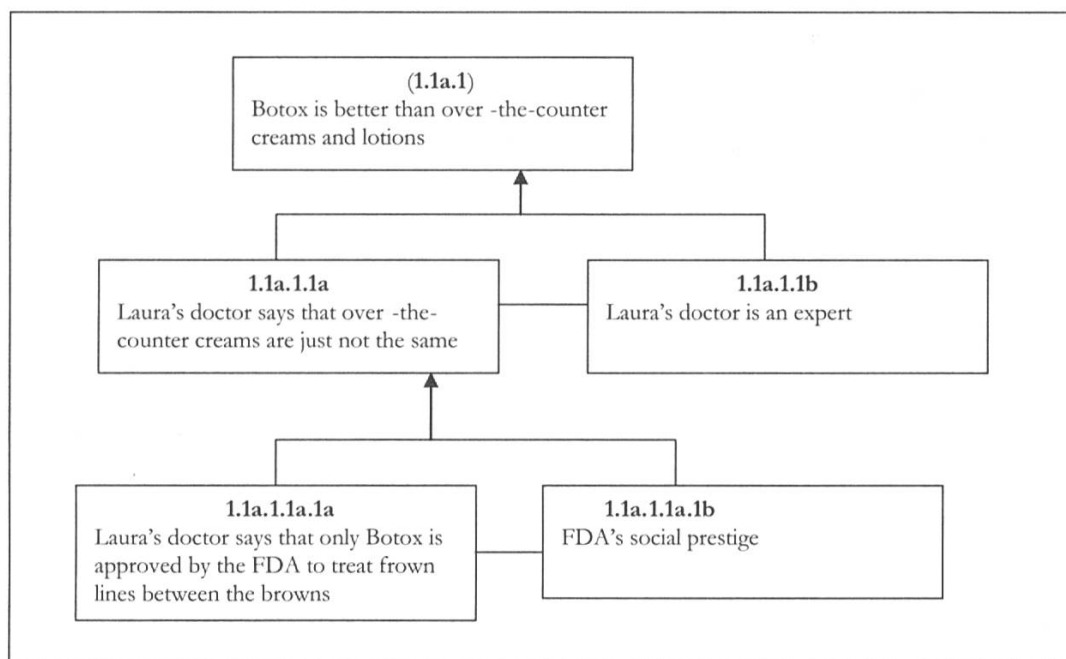 (1.1a.1)
Botox is better than over -the-counter
creams and lotions
1.1a.1.1a
Laura's doctor says that over -the-
counter creams are just not the same
1.1a.1.1b
Laura's doctor is an expert
1.1a.1.1a.1a
Laura's doctor says that only Botox is
approved by the FDA to treat frown
lines between the browns
1.1a.1.1a.1b
FDA's social prestige